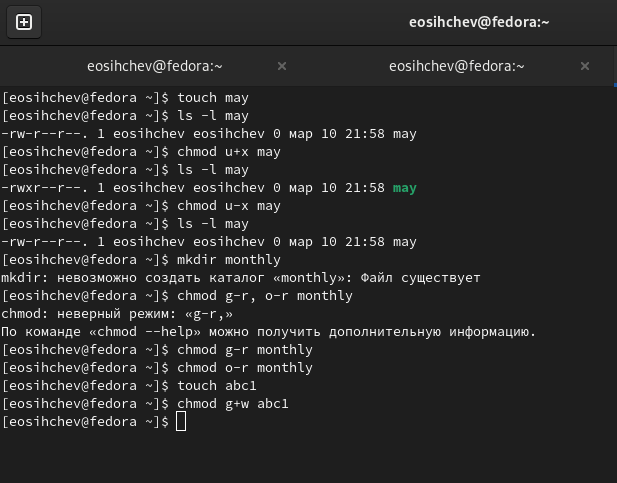 eosihchev@fedora:~
eosihchev@fedora:~ × eosihchev@fedora:~ ×
[eosihchev@fedora ~]$ touch may
[eosihchev@fedora ~]$ ls -l may
-rw-r--r--. 1 eosihchev eosihchev 0 мар 10 21:58 may
[eosihchev@fedora ~]$ chmod u+x may
[eosihchev@fedora ~]$ ls -l may
-rwxr--r--. 1 eosihchev eosihchev 0 мар 10 21:58 may
[eosihchev@fedora ~]$ chmod u-x may
[eosihchev@fedora ~]$ ls -l may
-rw-r--r--. 1 eosihchev eosihchev 0 мар 10 21:58 may
[eosihchev@fedora ~]$ mkdir monthly
mkdir: невозможно создать каталог «monthly»: Файл существует
[eosihchev@fedora ~]$ chmod g-r, o-r monthly
chmod: неверный режим: «g-r,»
По команде «chmod --help» можно получить дополнительную информацию.
[eosihchev@fedora ~]$ chmod g-r monthly
[eosihchev@fedora ~]$ chmod o-r monthly
[eosihchev@fedora ~]$ touch abc1
[eosihchev@fedora ~]$ chmod g+w abc1
[eosihchev@fedora ~]$